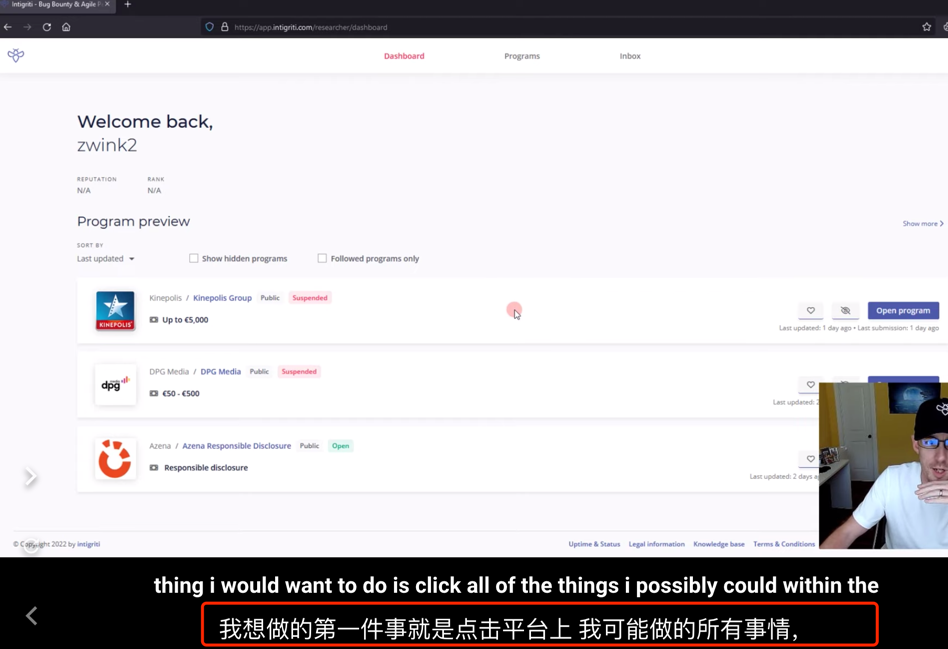 Intigriti - Bug Bounty & Agile P
https://app.intigriti.com/researcher/dashboard
Dashboard
Programs
Inbox
Welcome back,
zwink2
REPUTATION
RANK
N/A
N/A
Program preview
Show more
SORT BY
Last updated
Show hidden programs
Followed programs only
KINEPOLIS
Kinepolis / Kinepolis Group Public Suspended
Up to €5,000
Open program
Last updated: 1 day ago • Last submission: 1 day ago
dpg
DPG Media / DPG Media Public Suspended
€50 - €500
Last updated: 2
Azena / Azena Responsible Disclosure Public Open
Responsible disclosure
Last updated: 2 days ago
© Copyright 2022 by intigriti
Uptime & Status
Legal information
Knowledge base
Terms & Conditions
thing i would want to do is click all of the things i possibly could within the
我想做的第一件事就是点击平台上 我可能做的所有事情,